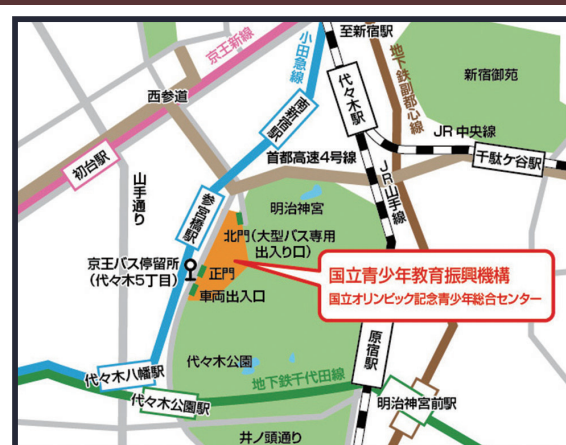 至新宿駅
京王新線
小田急線
地下鉄副都心線
新宿御苑
西参道
南新宿駅
代々木駅
JR中央線
初台駅
山手通り
首都高速4号線
千駄ケ谷駅
JR山手線
参宮橋駅
明治神宮
北門(大型バス専用
出入り口)
京王バス停留所
(代々木5丁目)
正門
車両出入口
国立青少年教育振興機構
国立オリンピック記念青少年総合センター
原宿駅
代々木公園
代々木八幡駅
地下鉄千代田線
代々木公園駅
明治神宮前駅
井ノ頭通り